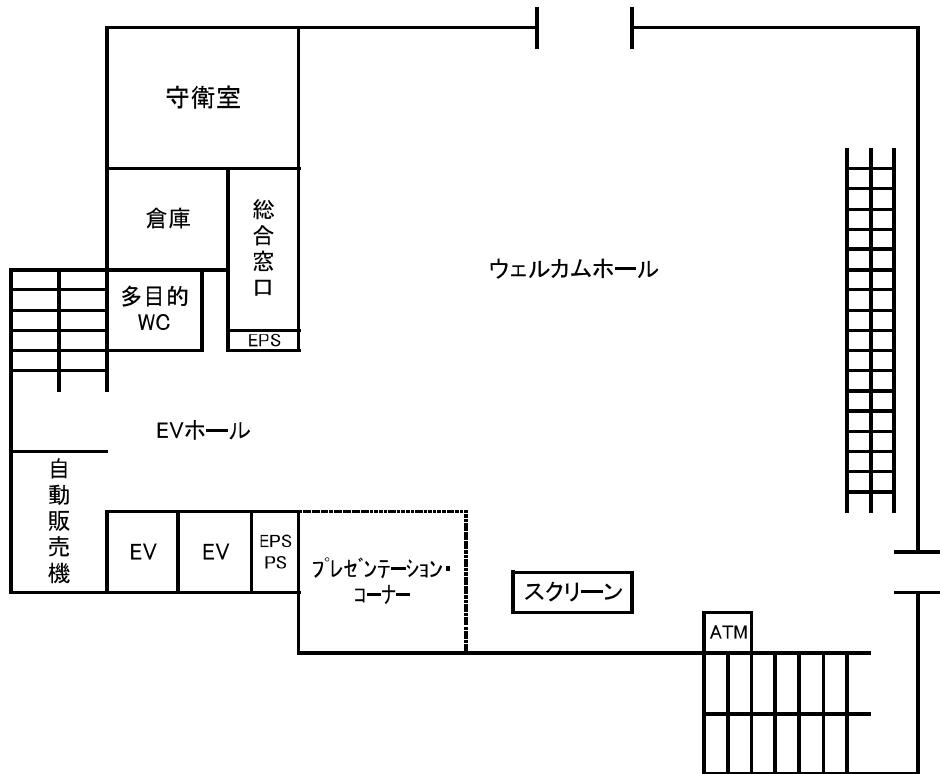 守衛室
倉庫
総合窓口
ウェルカムホール
多目的
WC
EPS
EVホール
自動販売機
EV
EV
EPS
PS
プレゼンテーション・
コーナー
スクリーン
ATM